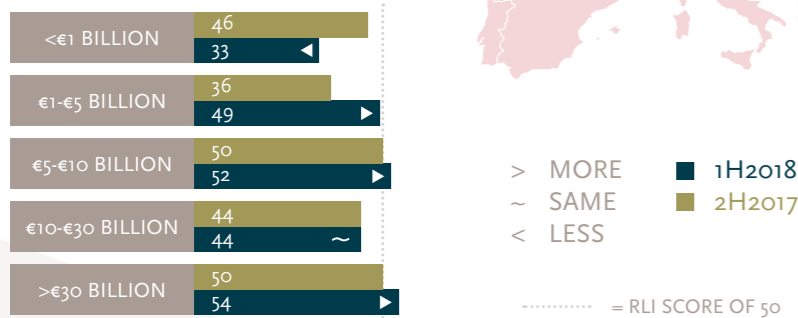 <€1 BILLION
46
33
€1-€5 BILLION
36
49
€5-€10 BILLION
50
52
€10-€30 BILLION
44
44 ~
>€30 BILLION
50
54
> MORE
~ SAME
< LESS
1H2018
2H2017
= RLI SCORE OF 50